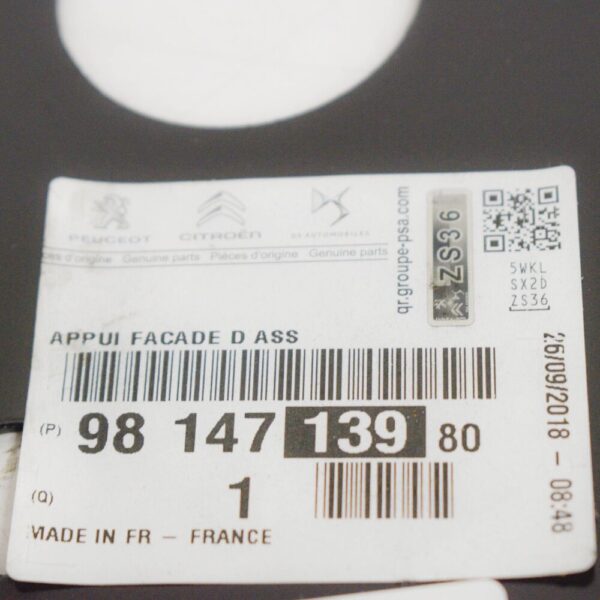 PEUGEOT CITROËN DS AUTOMOBILES
ces d'origine Genuine parts Pièces d'origine Genuine parts
qr.groupe-psa.com
ZS36
5WKL
SX2D
ZS36
APPUI FACADE D ASS
(P) 98 147 139 80
(Q) 1
MADE IN FR – FRANCE
26/09/2018 – 08:48